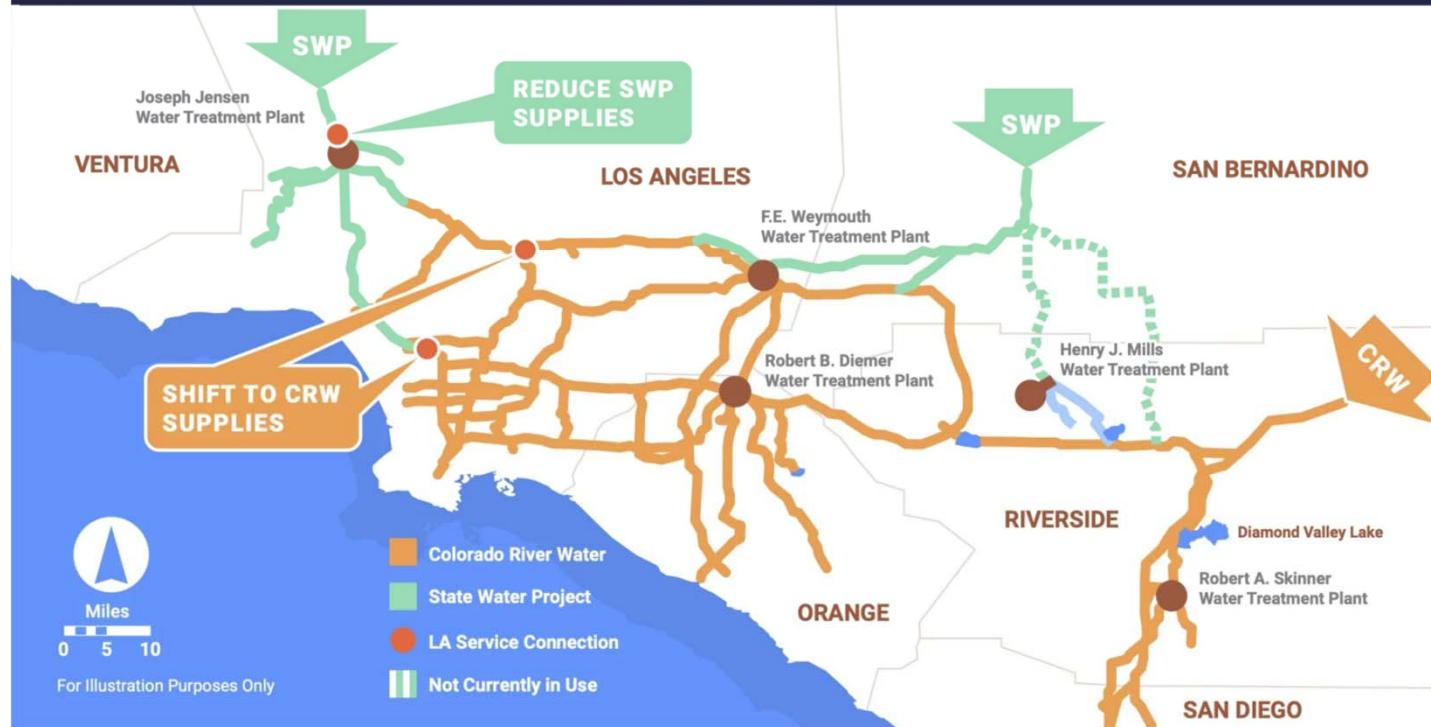 SWP
Joseph Jensen
Water Treatment Plant
REDUCE SWP
SUPPLIES
SWP
VENTURA
LOS ANGELES
SAN BERNARDINO
F.E. Weymouth
Water Treatment Plant
Robert B. Diemer
Water Treatment Plant
Henry J. Mills
Water Treatment Plant
CRW
SHIFT TO CRW
SUPPLIES
RIVERSIDE
Diamond Valley Lake
Robert A. Skinner
Water Treatment Plant
ORANGE
SAN DIEGO
Colorado River Water
State Water Project
LA Service Connection
Not Currently in Use
Miles
0 5 10
For Illustration Purposes Only